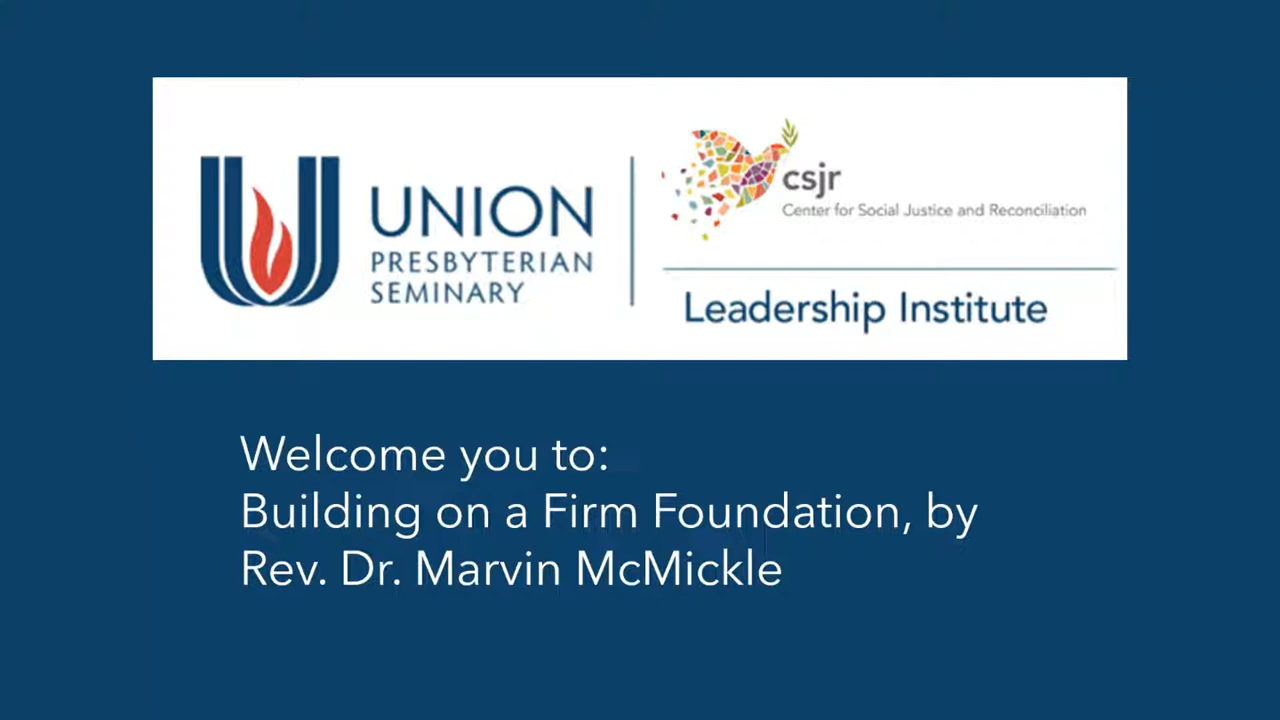 UNION
PRESBYTERIAN
SEMINARY
csjr
Center for Social Justice and Reconciliation
Leadership Institute
Welcome you to:
Building on a Firm Foundation, by
Rev. Dr. Marvin McMickle